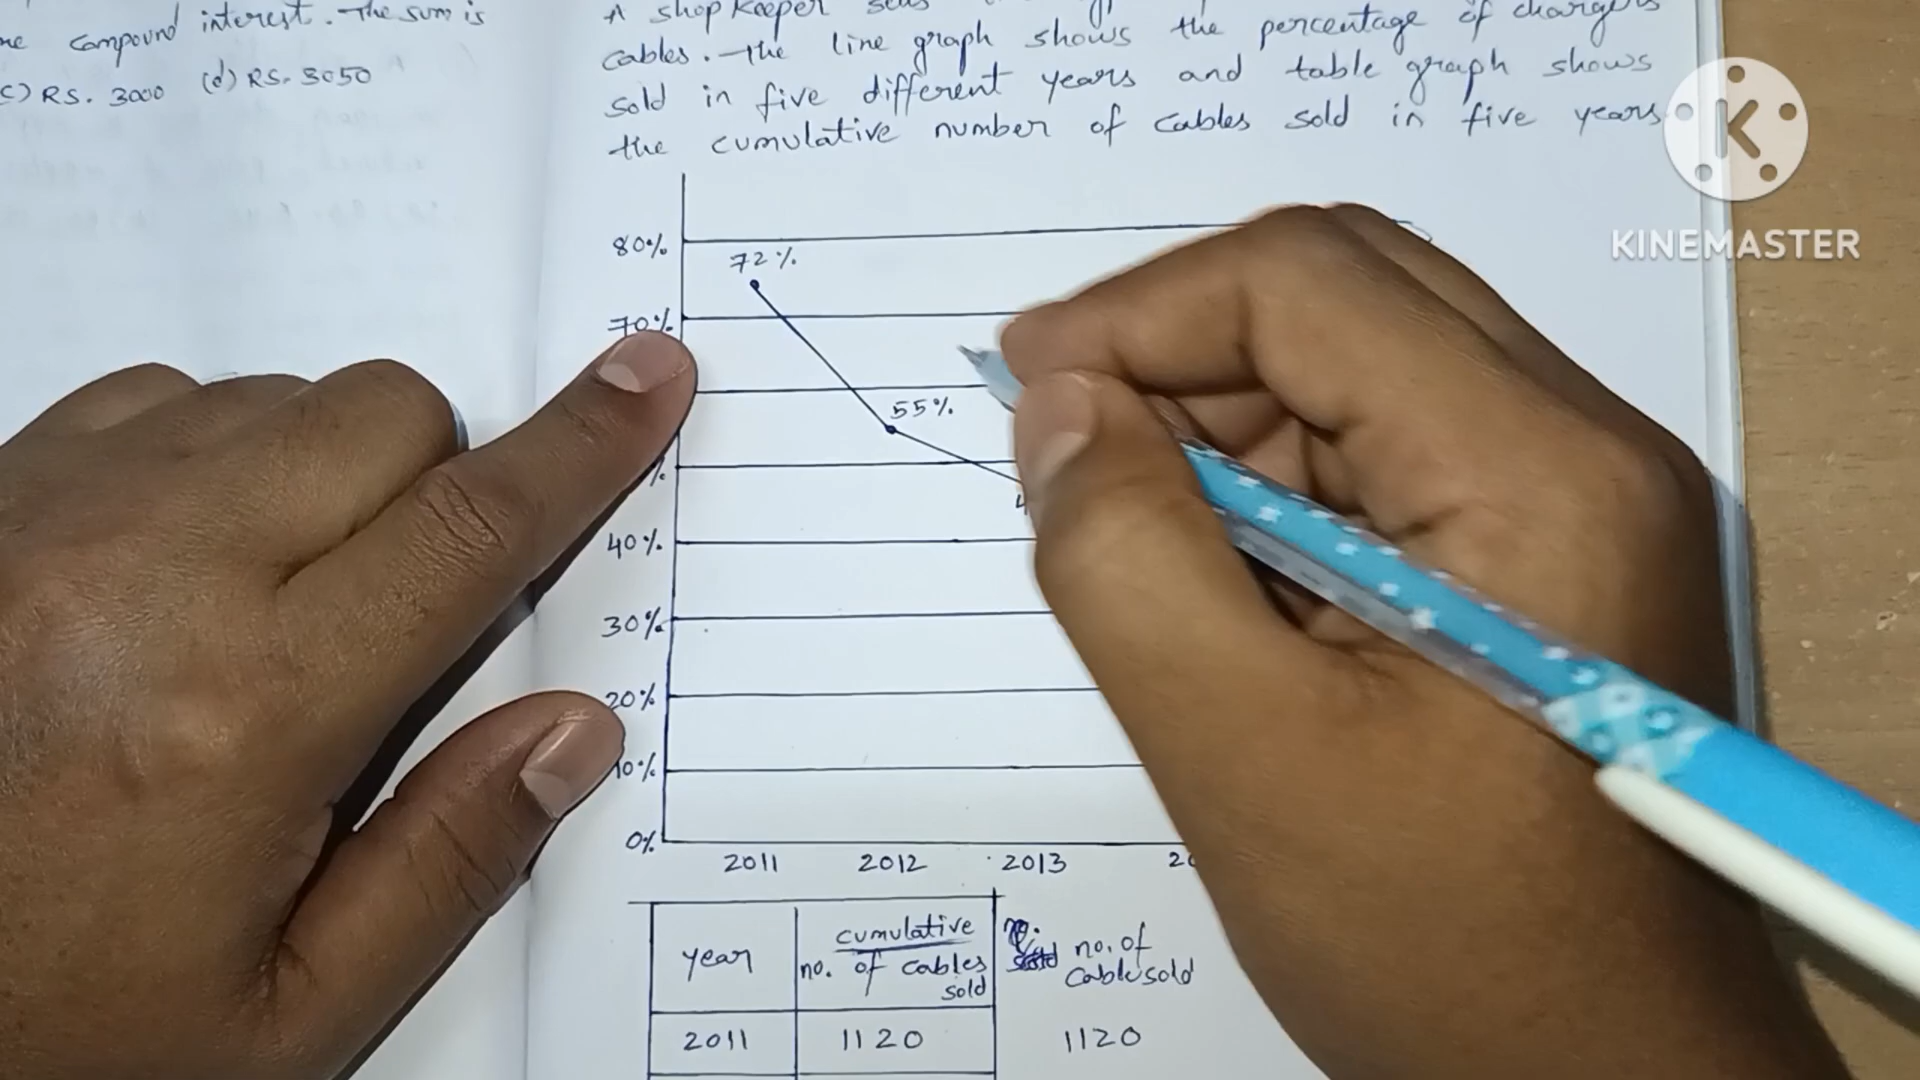 compound interest. The sum is
(c) RS. 3000 (d) RS. 3050
A shopkeeper
cables. The line graph shows the percentage of chargers
sold in five different years and table graph shows
the cumulative number of cables sold in five years
KINEMASTER
80%
72%
70%
55%
40%
30%
20%
10%
0%
2011 2012 2013
year
cumulative
no. of cables
sold
no. of
cable sold
2011 1120 1120